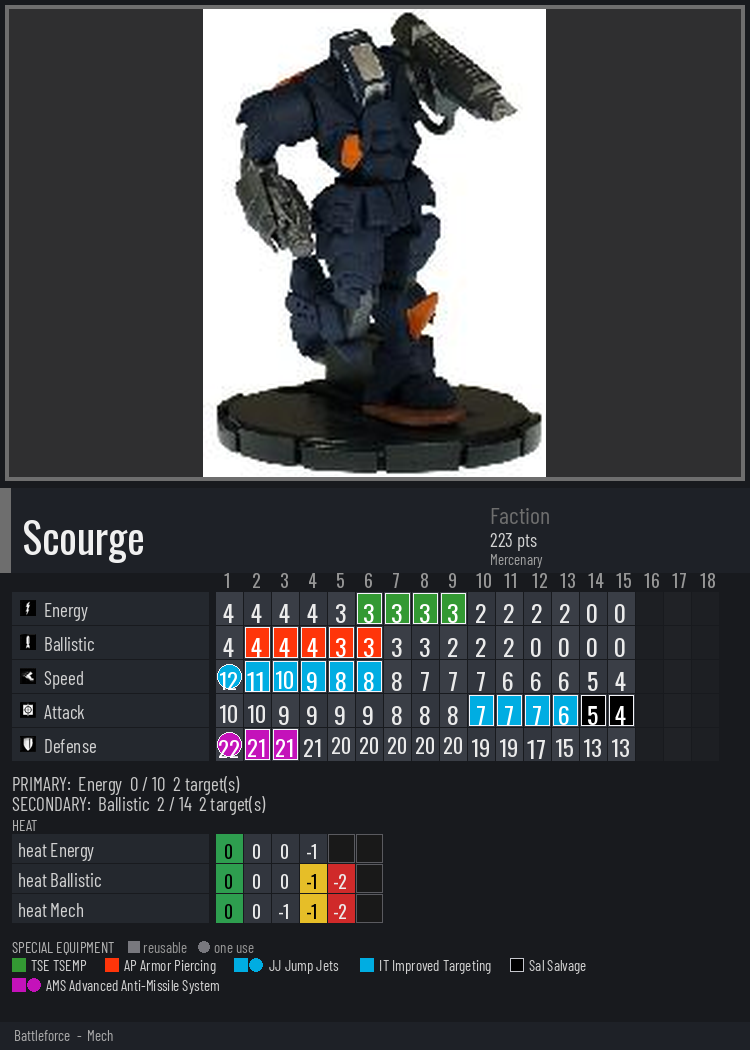 Scourge
Faction
223 pts
Mercenary
1 2 3 4 5 6 7 8 9 10 11 12 13 14 15 16 17 18
Energy 4 4 4 4 3 3 3 3 3 2 2 2 2 0 0
Ballistic 4 4 4 4 3 3 3 3 2 2 2 0 0 0 0
Speed 12 11 10 9 8 8 8 7 7 7 6 6 6 5 4
Attack 10 10 9 9 9 9 8 8 8 7 7 7 6 5 4
Defense 22 21 21 21 20 20 20 20 20 19 19 17 15 13 13
PRIMARY: Energy 0 / 10 2 target(s)
SECONDARY: Ballistic 2 / 14 2 target(s)
HEAT
heat Energy 0 0 0 -1
heat Ballistic 0 0 0 -1 -2
heat Mech 0 0 -1 -1 -2
SPECIAL EQUIPMENT reusable one use
TSE TSEMP AP Armor Piercing JJ Jump Jets IT Improved Targeting Sal Salvage
AMS Advanced Anti-Missile System
Battleforce - Mech